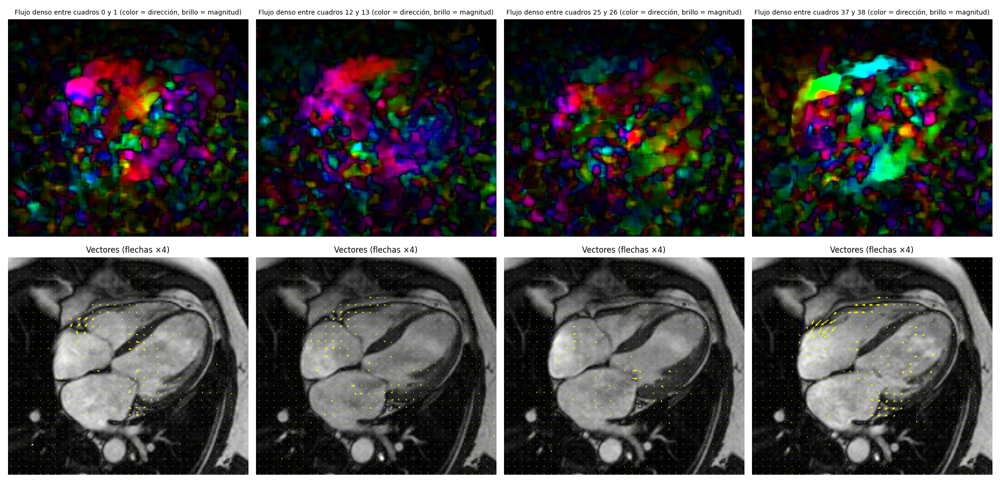 Flujo denso entre cuadros 0 y 1 (color = dirección, brillo = magnitud)
Flujo denso entre cuadros 12 y 13 (color = dirección, brillo = magnitud)
Flujo denso entre cuadros 25 y 26 (color = dirección, brillo = magnitud)
Flujo denso entre cuadros 37 y 38 (color = dirección, brillo = magnitud)
Vectores (flechas ×4)
Vectores (flechas ×4)
Vectores (flechas ×4)
Vectores (flechas ×4)